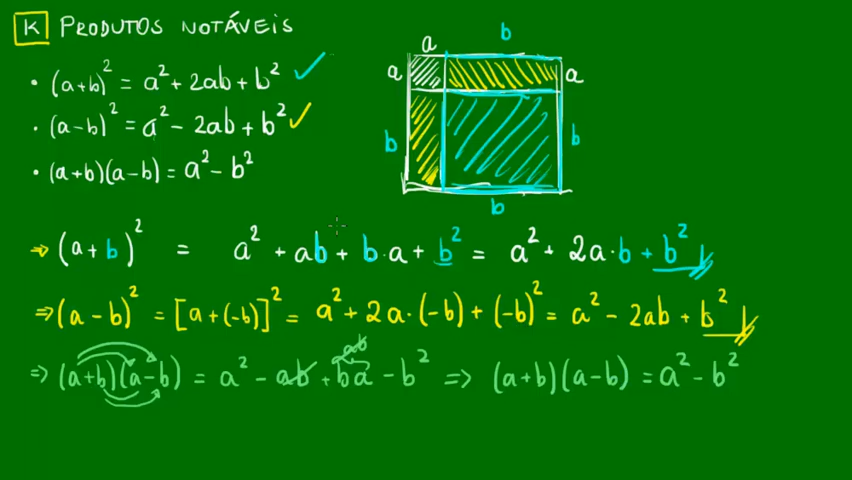 K PRODUTOS NOTÁVEIS
• (a+b)² = a² + 2ab + b² ✓
• (a-b)² = a² - 2ab + b² ✓
• (a+b)(a-b) = a² - b²
a b
a a
b b
b
⇒ (a+b)² = a² + ab + b·a + b² = a² + 2a·b + b²
⇒ (a-b)² = [a+(-b)]² = a² + 2a·(-b) + (-b)² = a² - 2ab + b²
ab
⇒ (a+b)(a-b) = a² - ab + ba - b² ⇒ (a+b)(a-b) = a² - b²